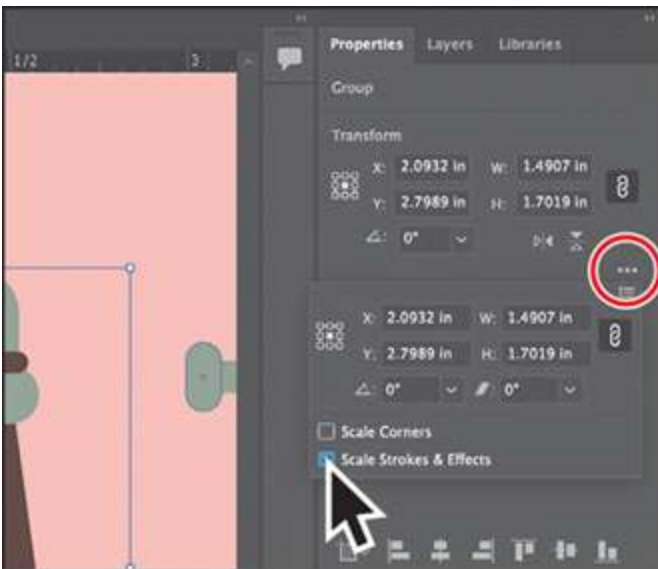 Properties Layers Libraries
1/2 3
Group
Transform
X: 2.0932 in W: 1.4907 in
Y: 2.7989 in H: 1.7019 in
0°
X: 2.0932 in W: 1.4907 in
Y: 2.7989 in H: 1.7019 in
0° 0°
Scale Corners
Scale Strokes & Effects